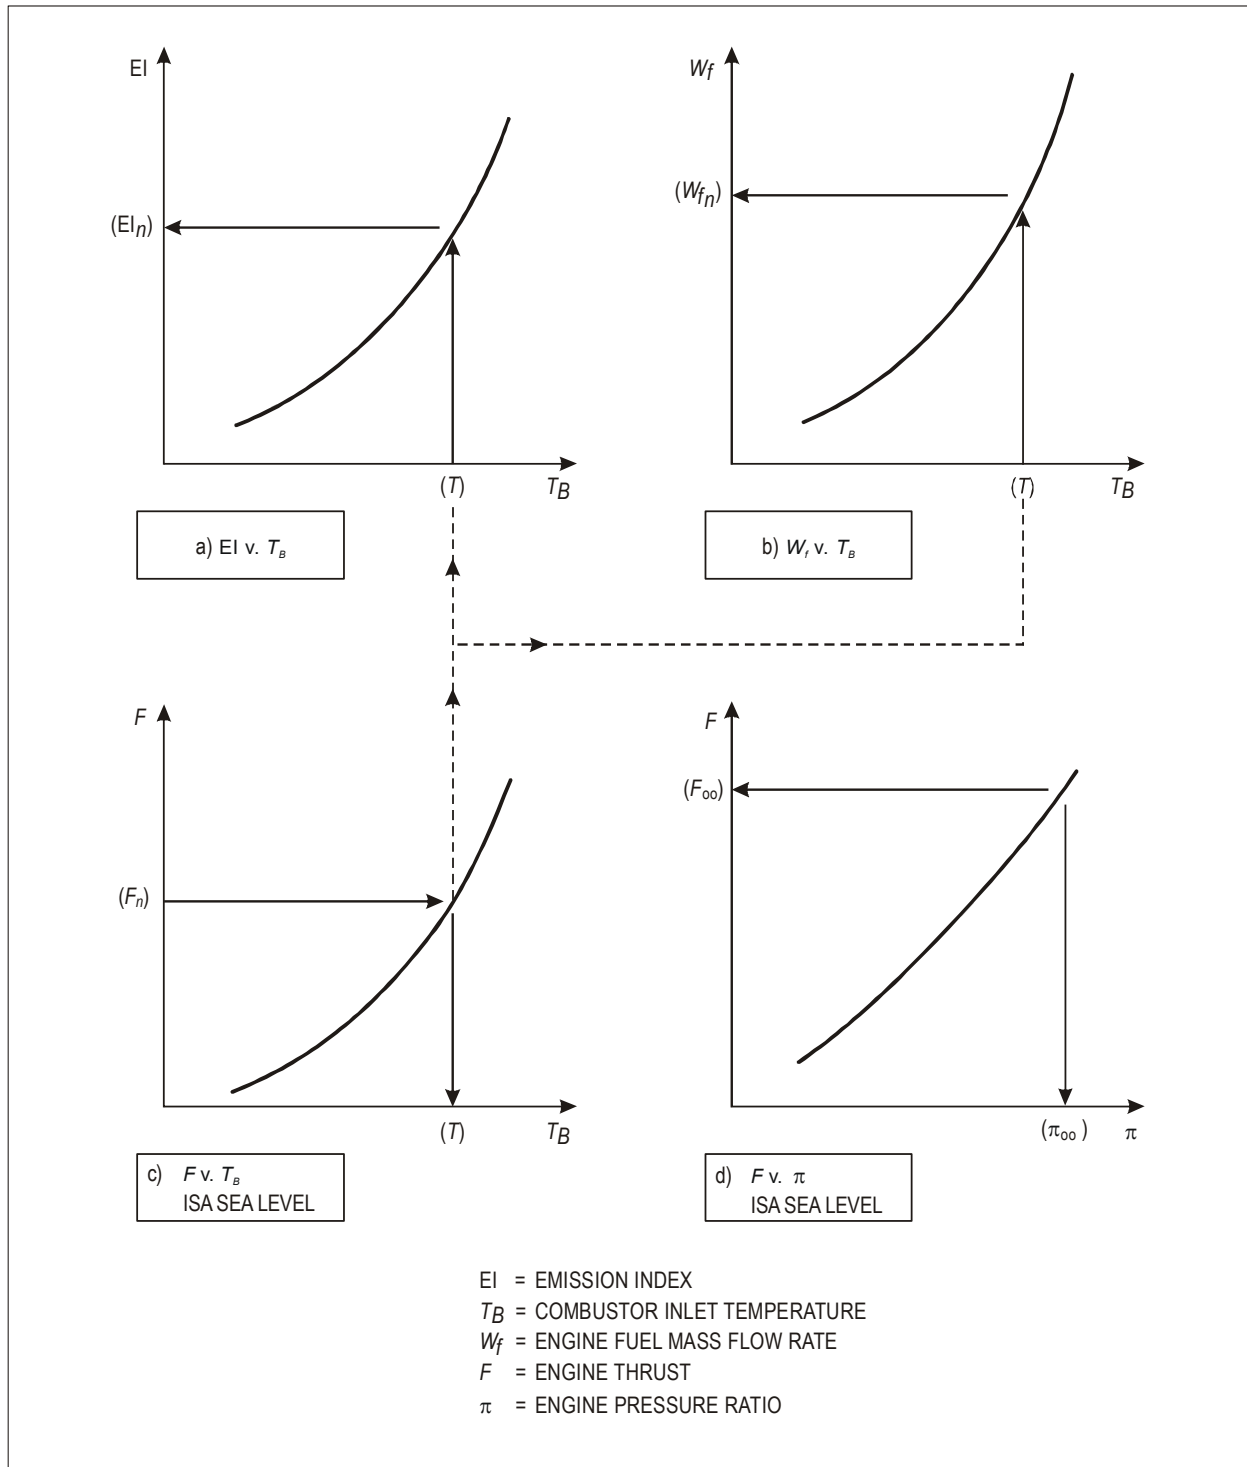 EI
(EIn)
(T)
TB
a) EI v. TB
Wf
(Wfn)
(T)
TB
b) Wf v. TB
F
(Fn)
(T)
TB
c) F v. TB
ISA SEA LEVEL
F
(Foo)
(πoo)
π
d) F v. π
ISA SEA LEVEL
EI = EMISSION INDEX
TB = COMBUSTOR INLET TEMPERATURE
Wf = ENGINE FUEL MASS FLOW RATE
F = ENGINE THRUST
π = ENGINE PRESSURE RATIO